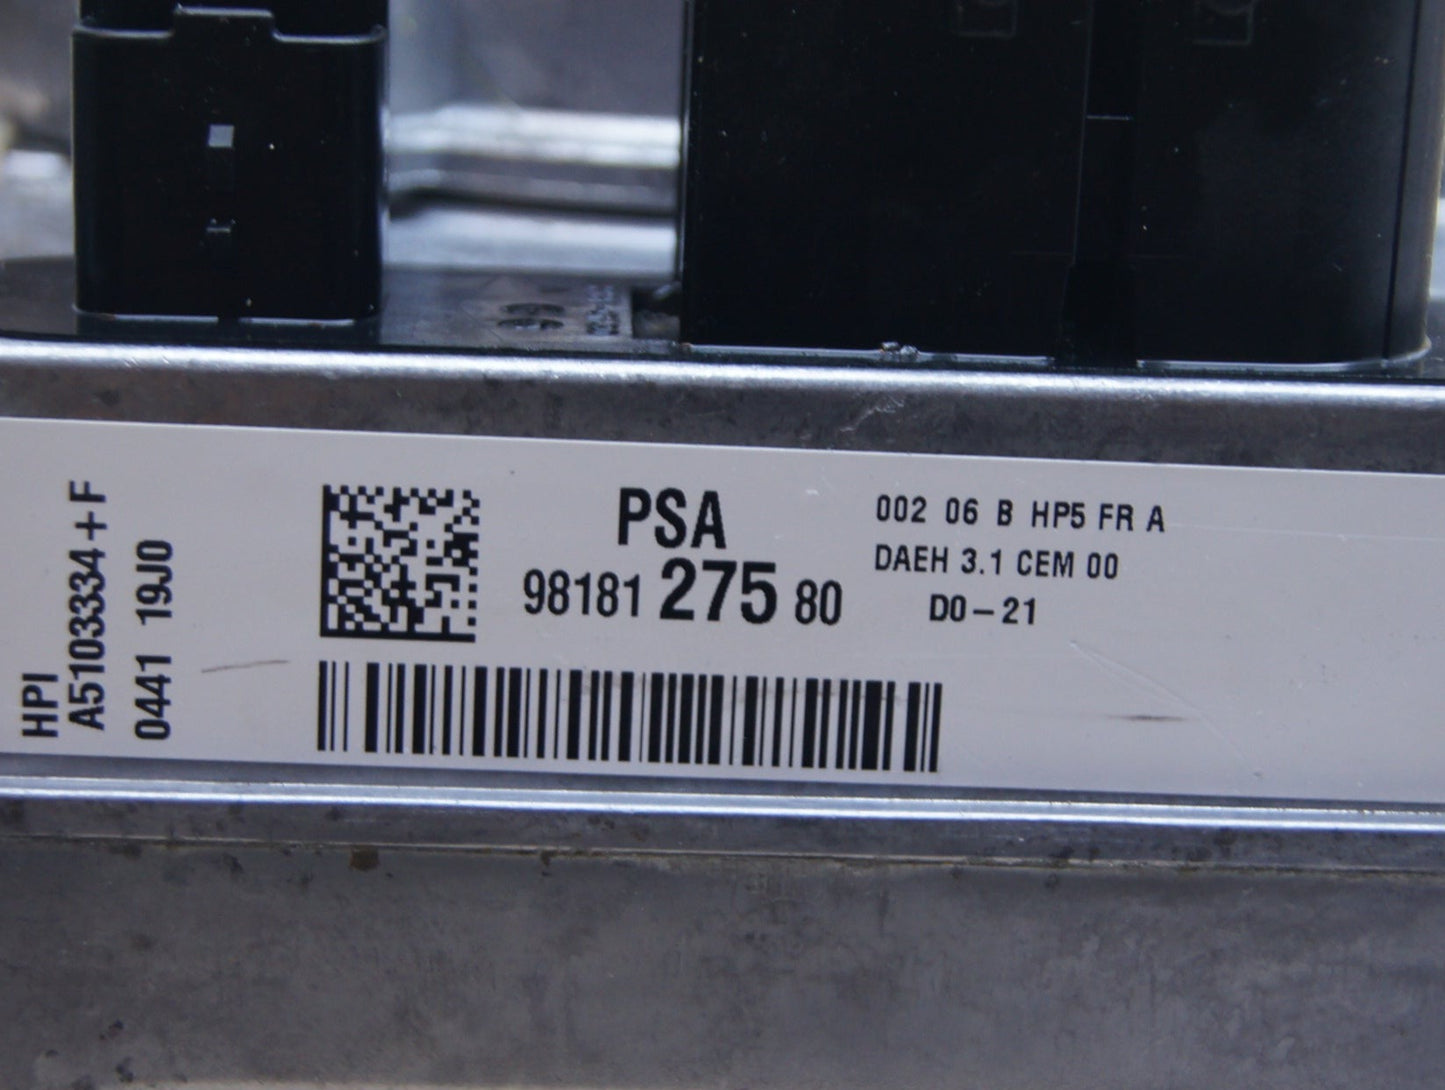 HPI
A5103334+F
0441 19J0
PSA
98181 275 80
002 06 B HP5 FR A
DAEH 3.1 CEM 00
D0-21